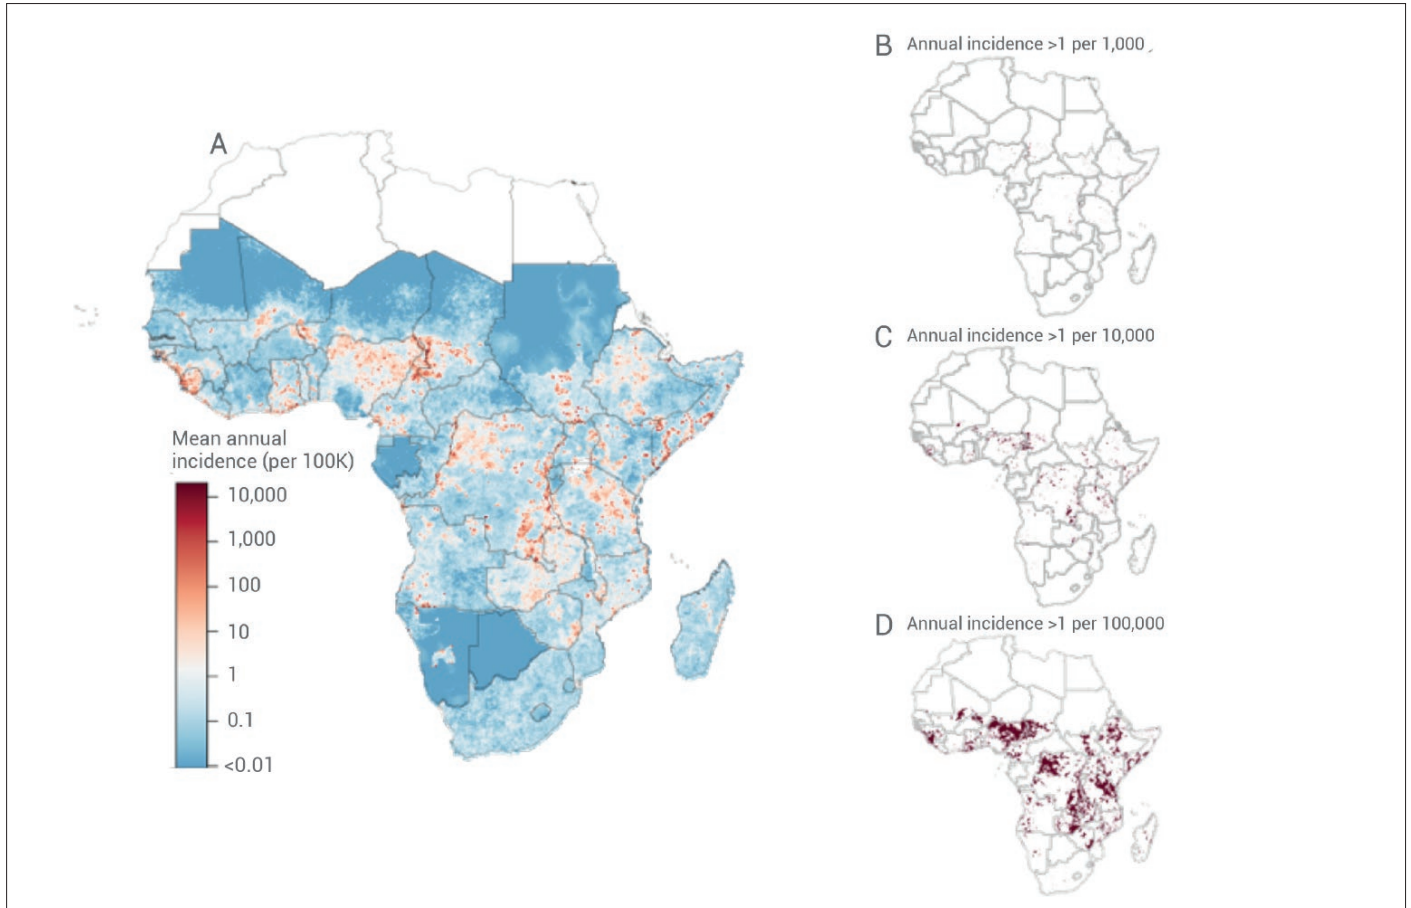 A
Mean annual
incidence (per 100K)
10,000
1,000
100
10
1
0.1
<0.01
B Annual incidence >1 per 1,000
C Annual incidence >1 per 10,000
D Annual incidence >1 per 100,000